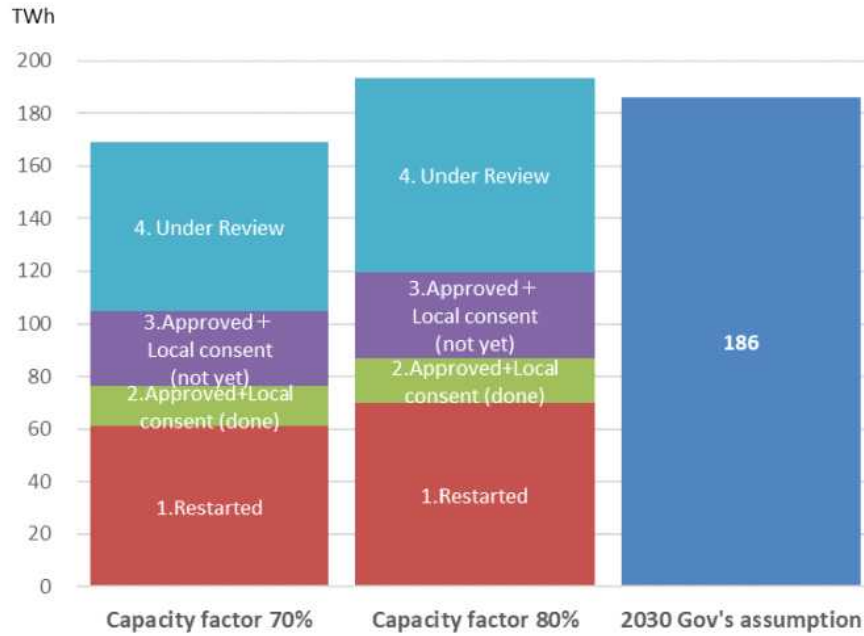 TWh
200
180
160
140
120
100
80
60
40
20
0
4. Under Review
3.Approved＋
Local consent
(not yet)
2.Approved+Local
consent (done)
1.Restarted
4. Under Review
3.Approved＋
Local consent
(not yet)
2.Approved+Local
consent (done)
1.Restarted
186
Capacity factor 70%
Capacity factor 80%
2030 Gov's assumption